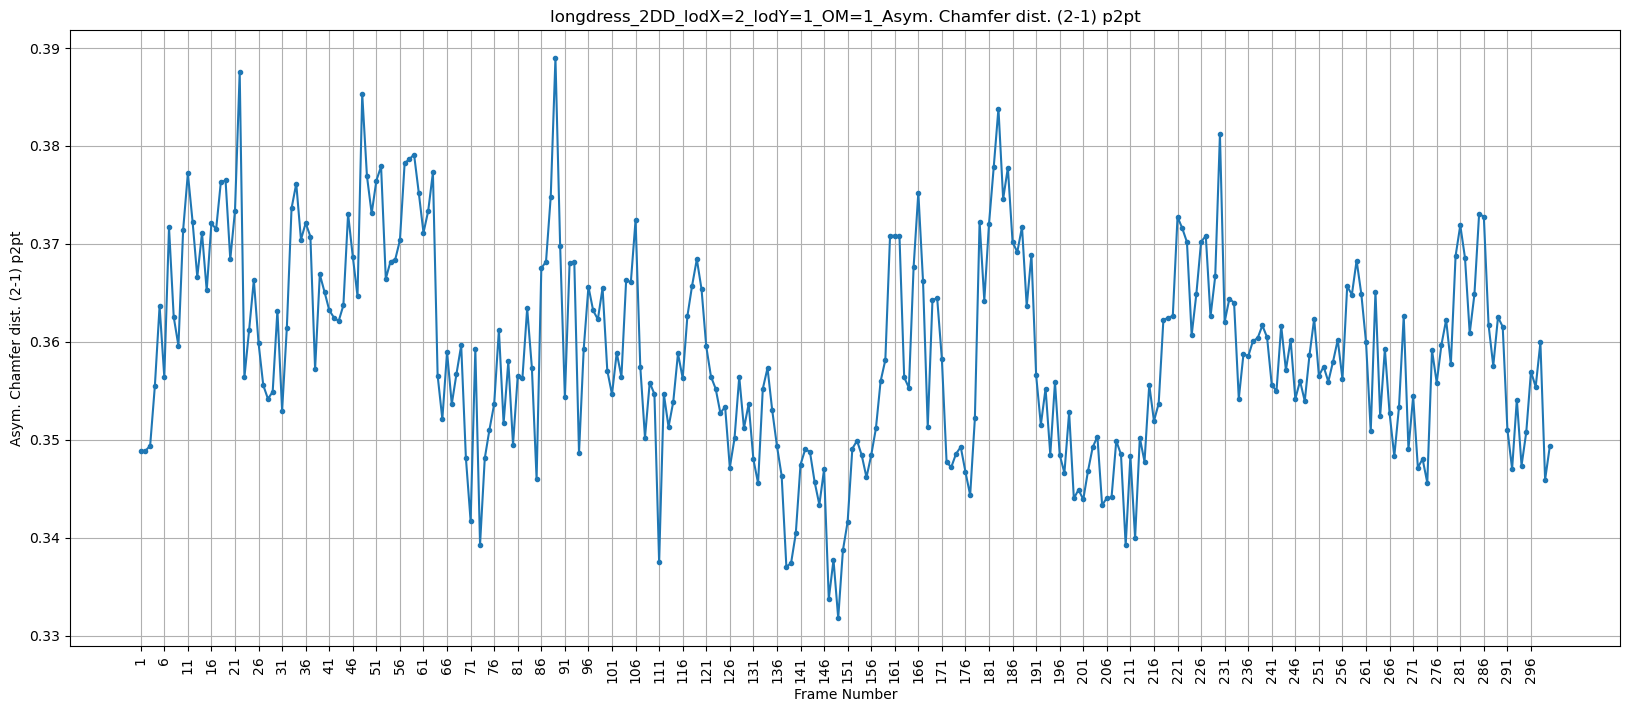 longdress_2DD_lodX=2_lodY=1_OM=1_Asym. Chamfer dist. (2-1) p2pt
Asym. Chamfer dist. (2-1) p2pt
0.39
0.38
0.37
0.36
0.35
0.34
0.33
1 6 11 16 21 26 31 36 41 46 51 56 61 66 71 76 81 86 91 96 101 106 111 116 121 126 131 136 141 146 151 156 161 166 171 176 181 186 191 196 201 206 211 216 221 226 231 236 241 246 251 256 261 266 271 276 281 286 291 296
Frame Number